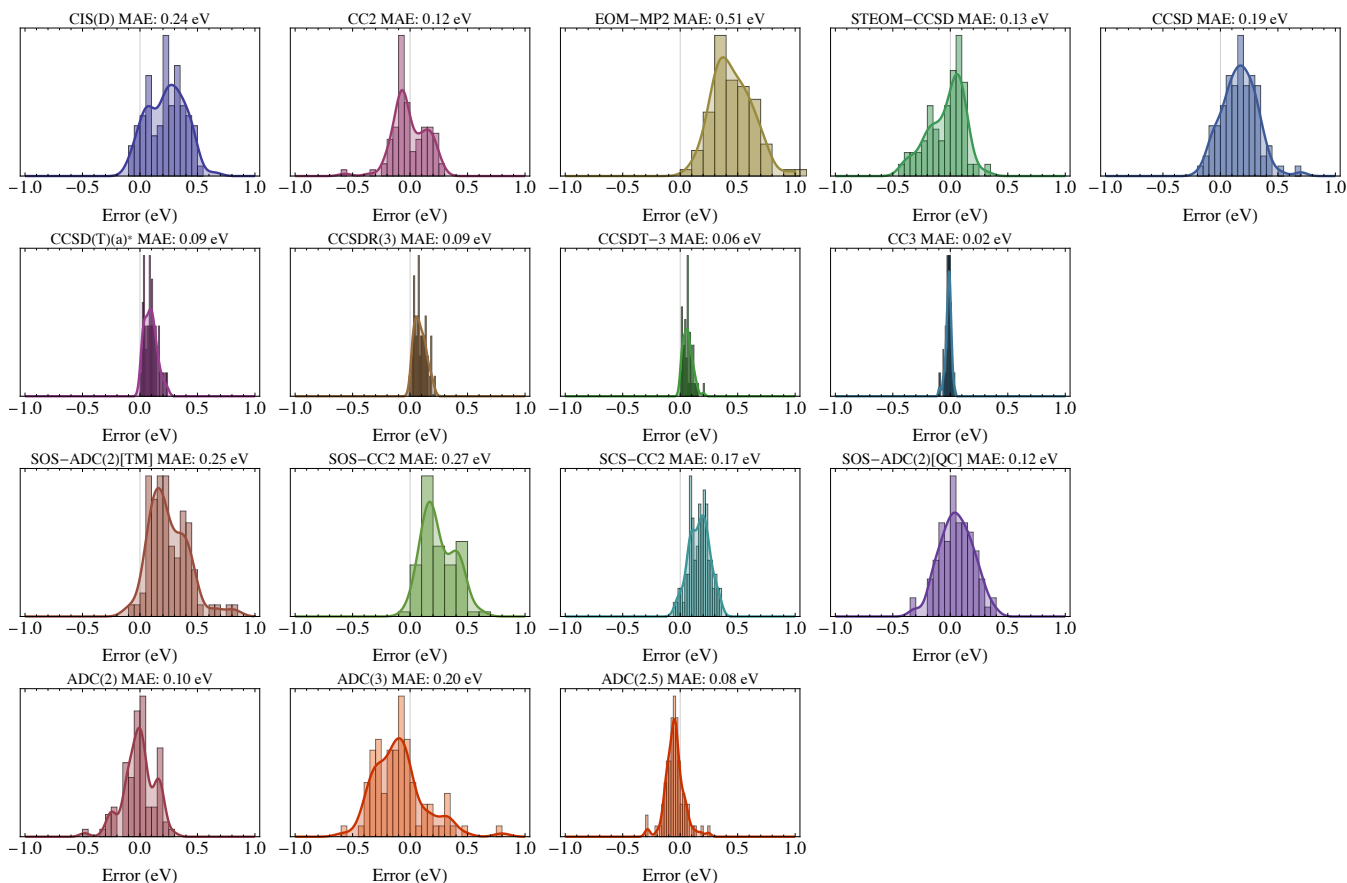 CIS(D) MAE: 0.24 eV
CC2 MAE: 0.12 eV
EOM−MP2 MAE: 0.51 eV
STEOM−CCSD MAE: 0.13 eV
CCSD MAE: 0.19 eV
−1.0 −0.5 0.0 0.5 1.0
−1.0 −0.5 0.0 0.5 1.0
−1.0 −0.5 0.0 0.5 1.0
−1.0 −0.5 0.0 0.5 1.0
−1.0 −0.5 0.0 0.5 1.0
Error (eV)
Error (eV)
Error (eV)
Error (eV)
Error (eV)
CCSD(T)(a)* MAE: 0.09 eV
CCSDR(3) MAE: 0.09 eV
CCSDT−3 MAE: 0.06 eV
CC3 MAE: 0.02 eV
−1.0 −0.5 0.0 0.5 1.0
−1.0 −0.5 0.0 0.5 1.0
−1.0 −0.5 0.0 0.5 1.0
−1.0 −0.5 0.0 0.5 1.0
Error (eV)
Error (eV)
Error (eV)
Error (eV)
SOS−ADC(2)[TM] MAE: 0.25 eV
SOS−CC2 MAE: 0.27 eV
SCS−CC2 MAE: 0.17 eV
SOS−ADC(2)[QC] MAE: 0.12 eV
−1.0 −0.5 0.0 0.5 1.0
−1.0 −0.5 0.0 0.5 1.0
−1.0 −0.5 0.0 0.5 1.0
−1.0 −0.5 0.0 0.5 1.0
Error (eV)
Error (eV)
Error (eV)
Error (eV)
ADC(2) MAE: 0.10 eV
ADC(3) MAE: 0.20 eV
ADC(2.5) MAE: 0.08 eV
−1.0 −0.5 0.0 0.5 1.0
−1.0 −0.5 0.0 0.5 1.0
−1.0 −0.5 0.0 0.5 1.0
Error (eV)
Error (eV)
Error (eV)